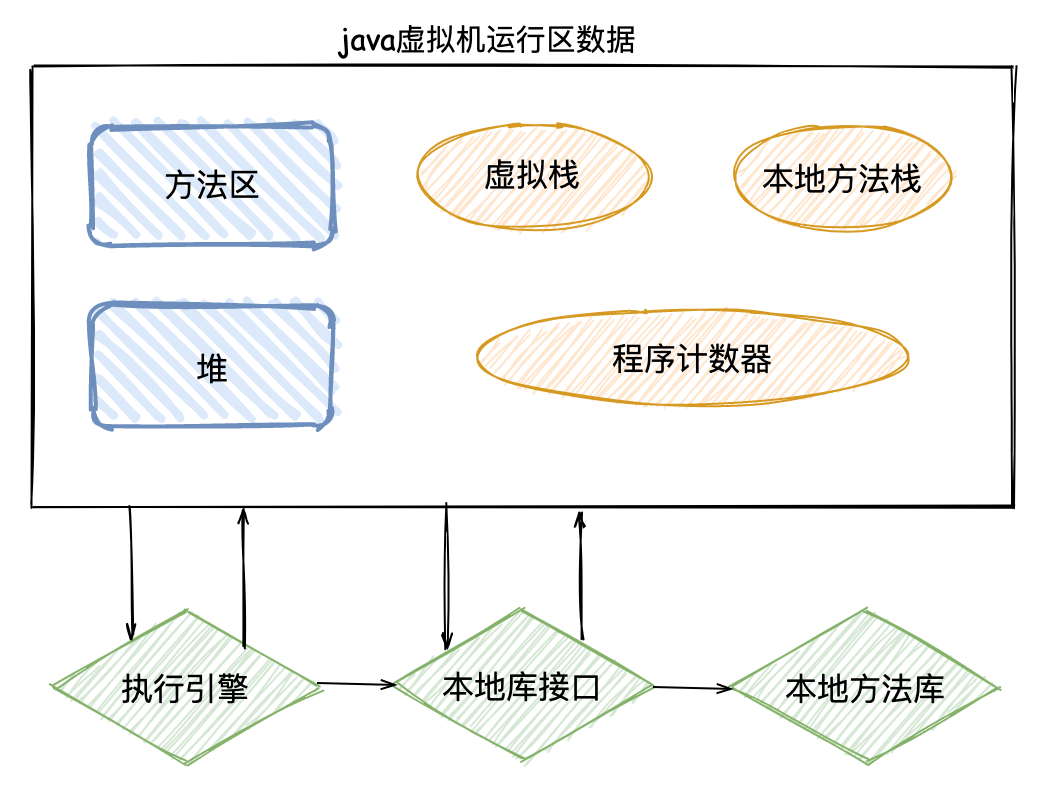 java虚拟机运行区数据
方法区
虚拟栈
本地方法栈
堆
程序计数器
执行引擎
本地库接口
本地方法库